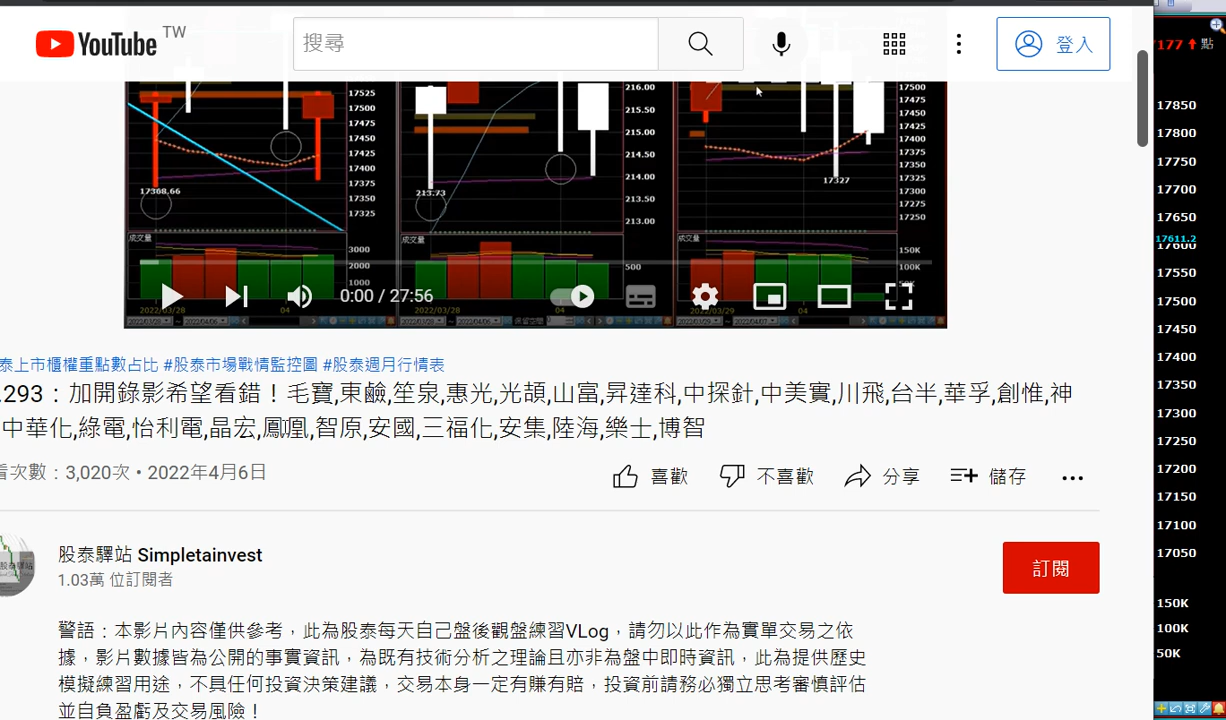 YouTube TW
搜尋
登入
177 點
17525
17500
17475
17450
17425
17400
17375
17350
17325
17308.66
成交量
3000
2000
1000
2022/03/28
04
216.00
215.50
215.00
214.50
214.00
213.50
213.00
213.73
成交量
500
2022/03/28
04
17500
17475
17450
17425
17400
17375
17350
17325
17300
17275
17250
17327
成交量
150K
100K
04
0:00 / 27:56
17850
17800
17750
17700
17650
17611.2
17600
17550
17500
17450
17400
17350
17300
17250
17200
17150
17100
17050
150K
100K
50K
泰上市櫃權重點數占比 #股泰市場戰情監控圖 #股泰週月行情表
.293：加開錄影希望看錯！毛寶,東鹼,笙泉,惠光,光頡,山富,昇達科,中探針,中美實,川飛,台半,華孚,創惟,神
中華化,綠電,怡利電,晶宏,鳳凰,智原,安國,三福化,安集,陸海,樂士,博智
看次數：3,020次 • 2022年4月6日
喜歡 不喜歡 分享 儲存
股泰驛站 Simpletainvest
1.03萬 位訂閱者
訂閱
警語：本影片內容僅供參考，此為股泰每天自己盤後觀盤練習VLog，請勿以此作為實單交易之依
據，影片數據皆為公開的事實資訊，為既有技術分析之理論且亦非為盤中即時資訊，此為提供歷史
模擬練習用途，不具任何投資決策建議，交易本身一定有賺有賠，投資前請務必獨立思考審慎評估
並自負盈虧及交易風險！